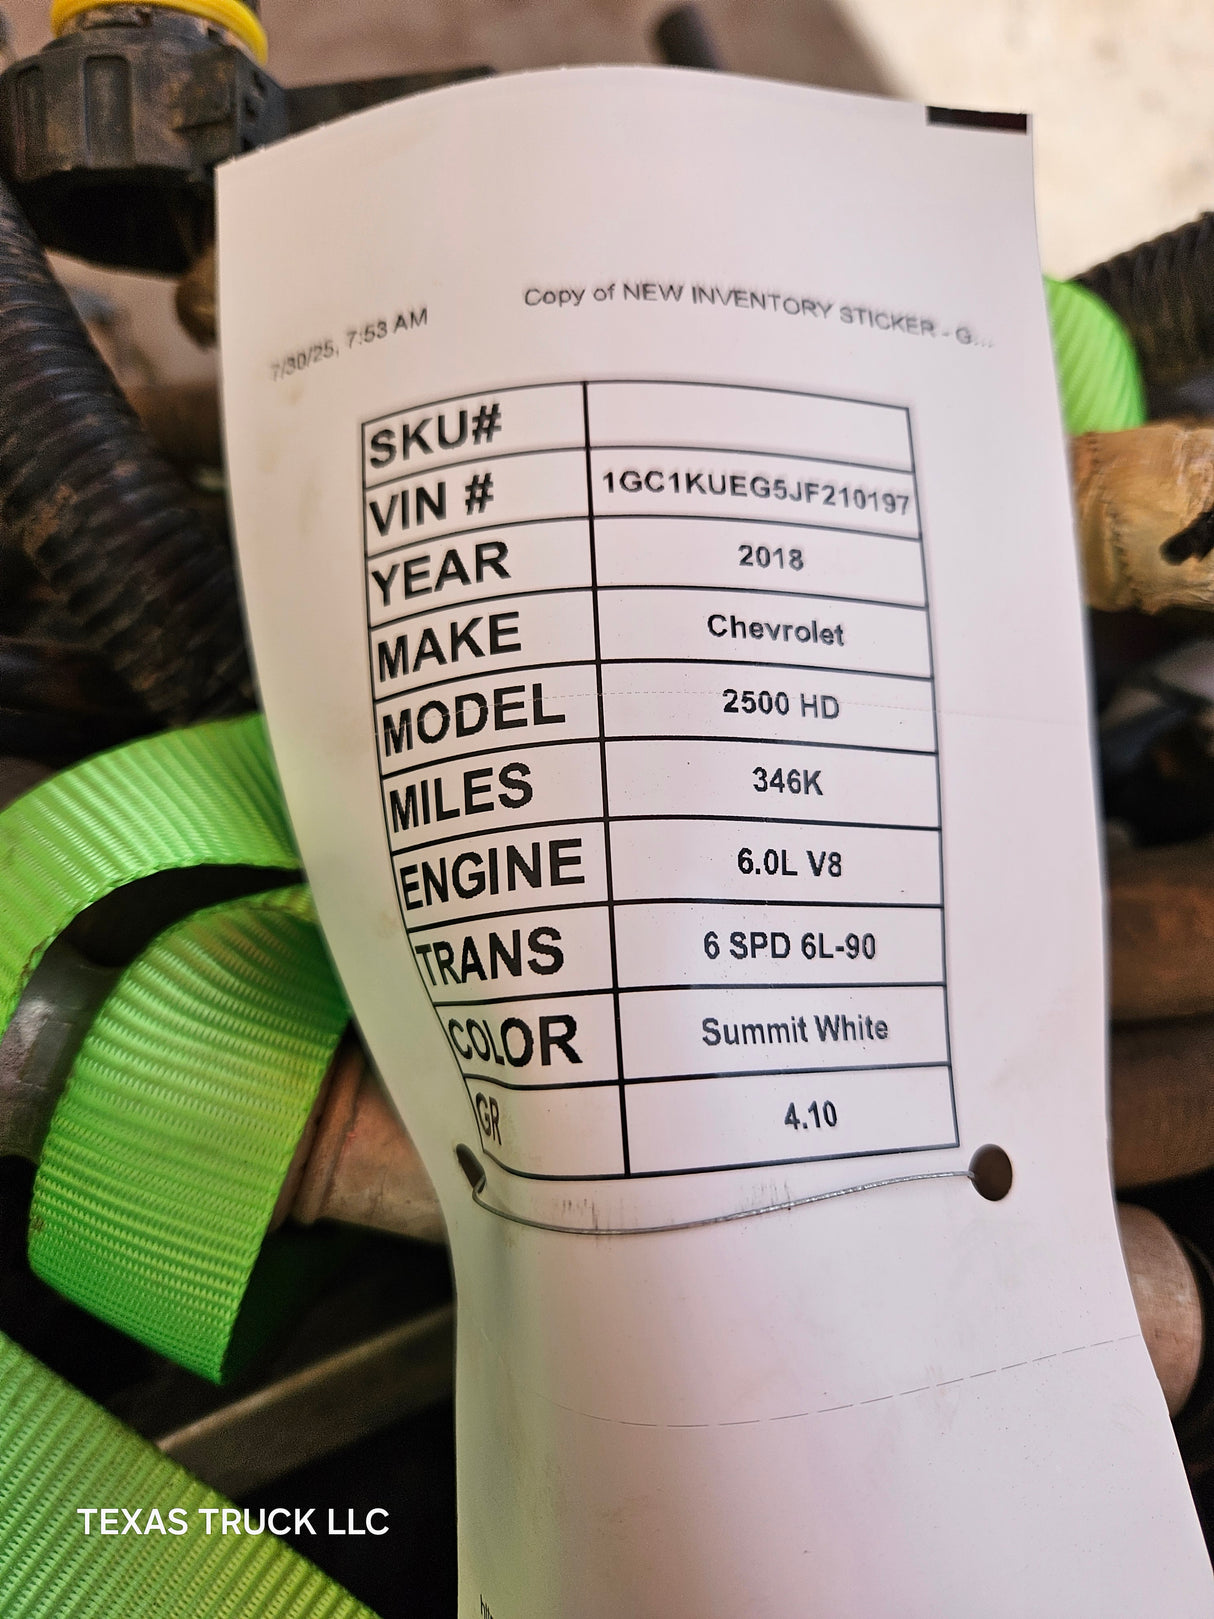 7/30/25, 7:53 AM
Copy of NEW INVENTORY STICKER - G...
SKU#
VIN # 1GC1KUEG5JF210197
YEAR 2018
MAKE Chevrolet
MODEL 2500 HD
MILES 346K
ENGINE 6.0L V8
TRANS 6 SPD 6L-90
COLOR Summit White
GR 4.10
TEXAS TRUCK LLC